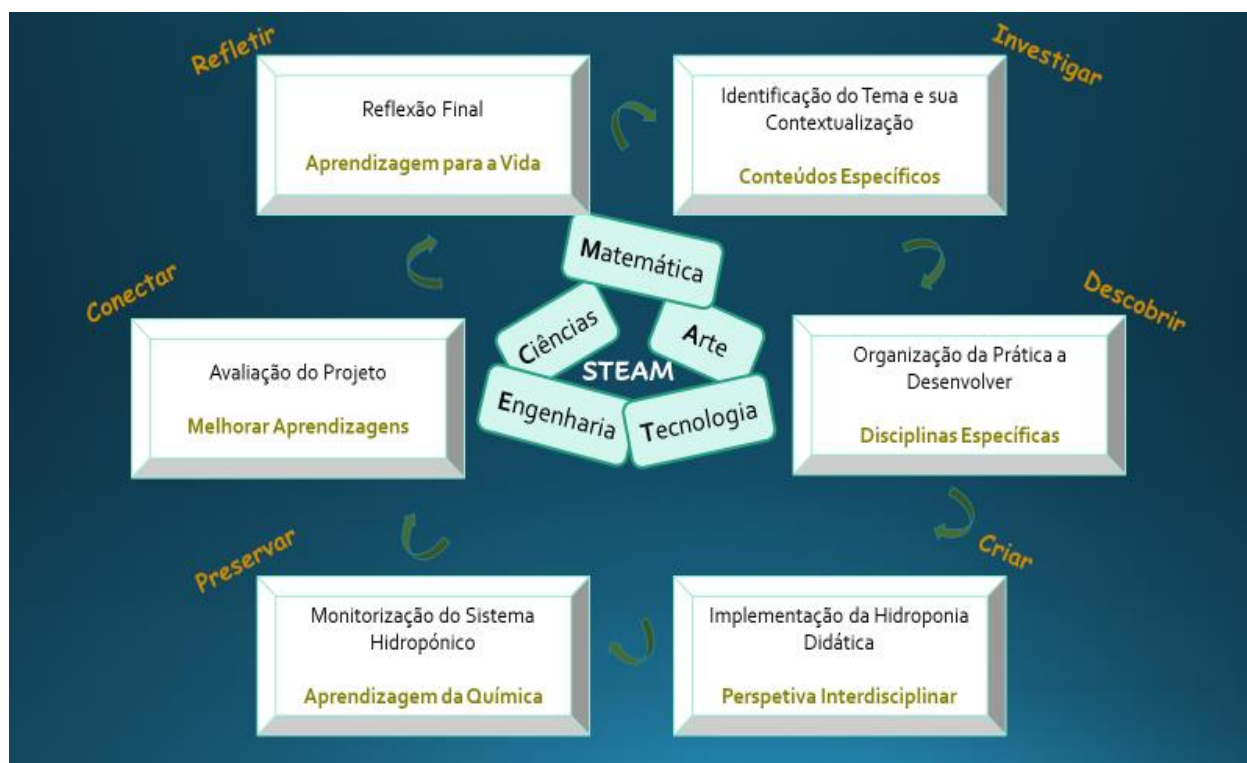 Refletir
Reflexão Final
Aprendizagem para a Vida
Investigar
Identificação do Tema e sua
Contextualização
Conteúdos Específicos
Descobrir
Organização da Prática a
Desenvolver
Disciplinas Específicas
Criar
Implementação da Hidroponia
Didática
Perspetiva Interdisciplinar
Preservar
Monitorização do Sistema
Hidropónico
Aprendizagem da Química
Conectar
Avaliação do Projeto
Melhorar Aprendizagens
Matemática
Ciências
Arte
STEAM
Engenharia
Tecnologia